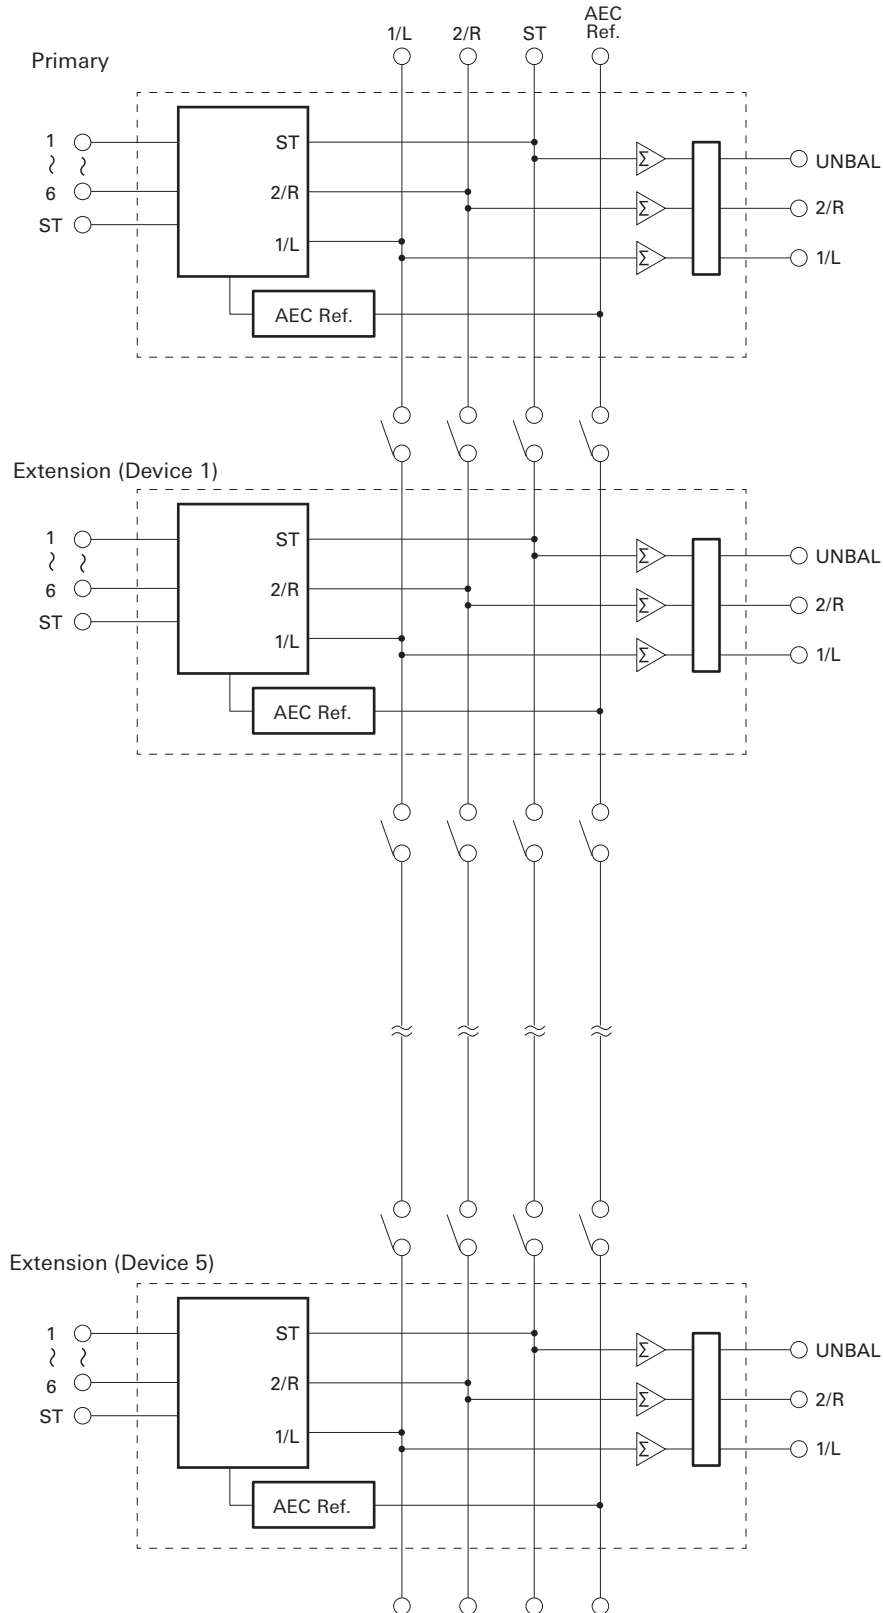 1/L 2/R ST AEC Ref.
Primary
1 ST
~ ~ Σ UNBAL
6 2/R Σ 2/R
ST 1/L Σ 1/L
AEC Ref.
Extension (Device 1)
1 ST
~ ~ Σ UNBAL
6 2/R Σ 2/R
ST 1/L Σ 1/L
AEC Ref.
Extension (Device 5)
1 ST
~ ~ Σ UNBAL
6 2/R Σ 2/R
ST 1/L Σ 1/L
AEC Ref.